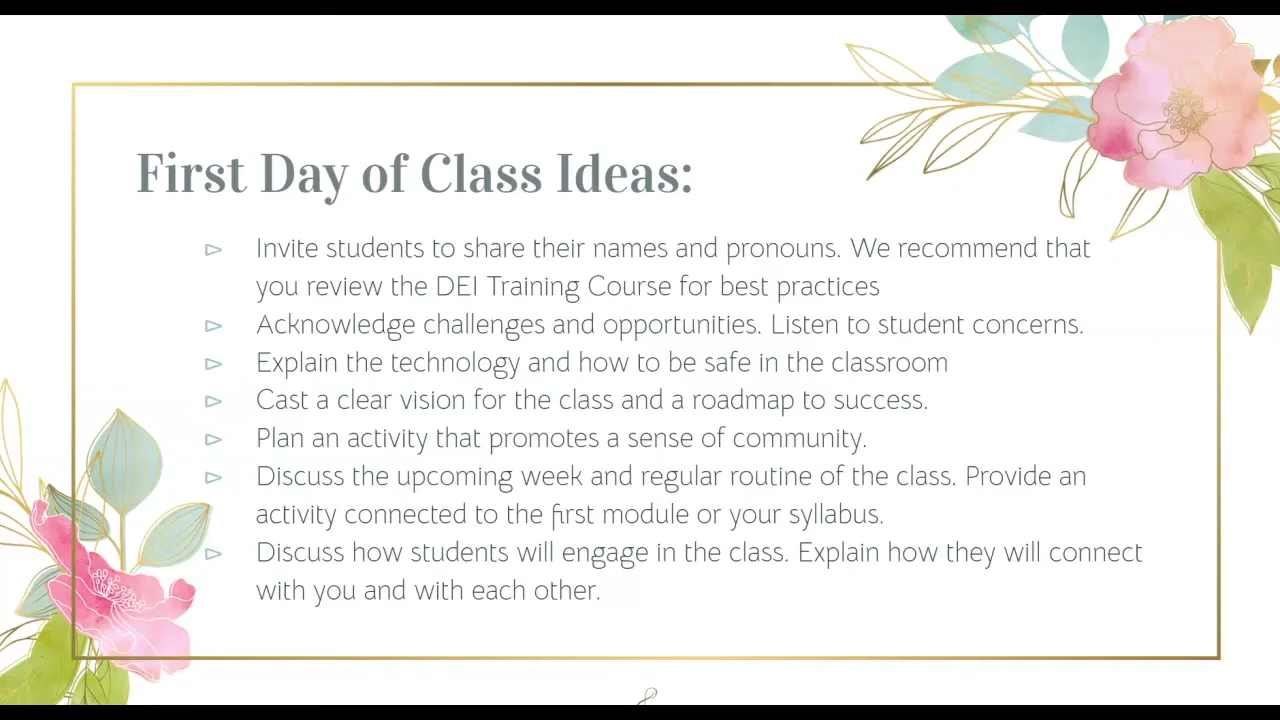 First Day of Class Ideas:
▻ Invite students to share their names and pronouns. We recommend that
you review the DEI Training Course for best practices
▻ Acknowledge challenges and opportunities. Listen to student concerns.
▻ Explain the technology and how to be safe in the classroom
▻ Cast a clear vision for the class and a roadmap to success.
▻ Plan an activity that promotes a sense of community.
▻ Discuss the upcoming week and regular routine of the class. Provide an
activity connected to the first module or your syllabus.
▻ Discuss how students will engage in the class. Explain how they will connect
with you and with each other.